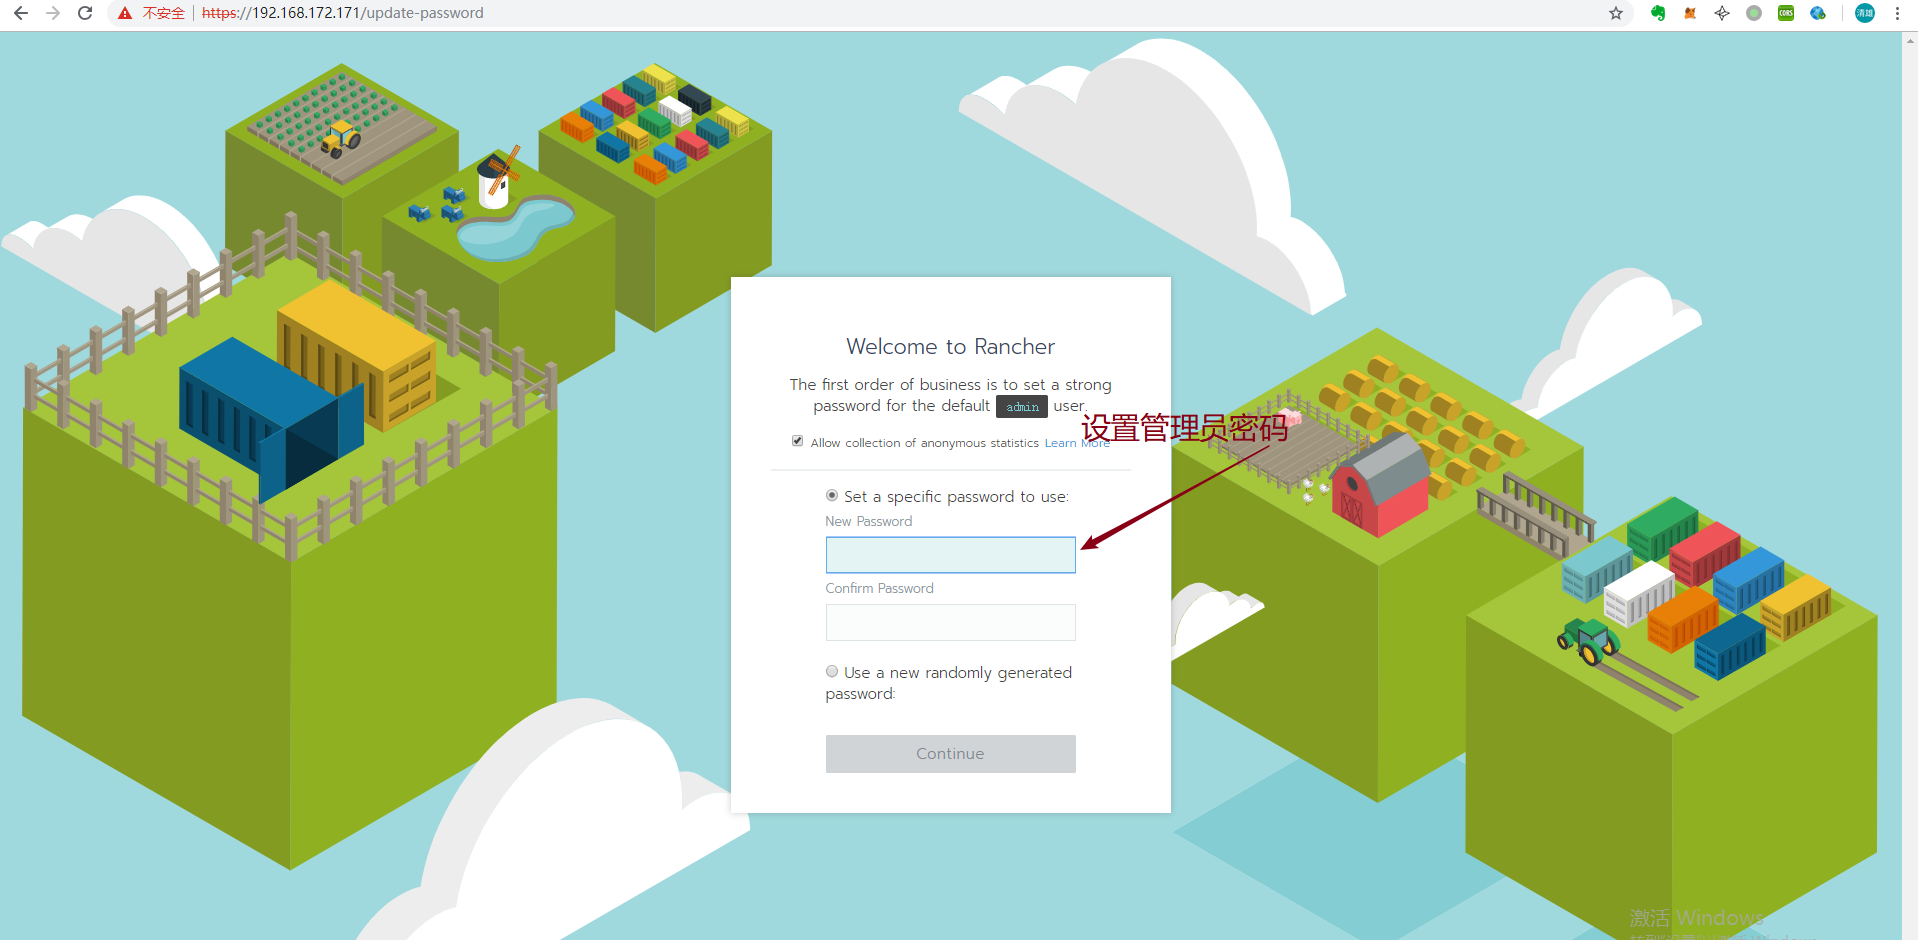 不安全 https://192.168.172.171/update-password
CORS
清雄
Welcome to Rancher
The first order of business is to set a strong
password for the default admin user.
设置管理员密码
Allow collection of anonymous statistics Learn More
Set a specific password to use:
New Password
Confirm Password
Use a new randomly generated
password:
Continue
激活 Windows